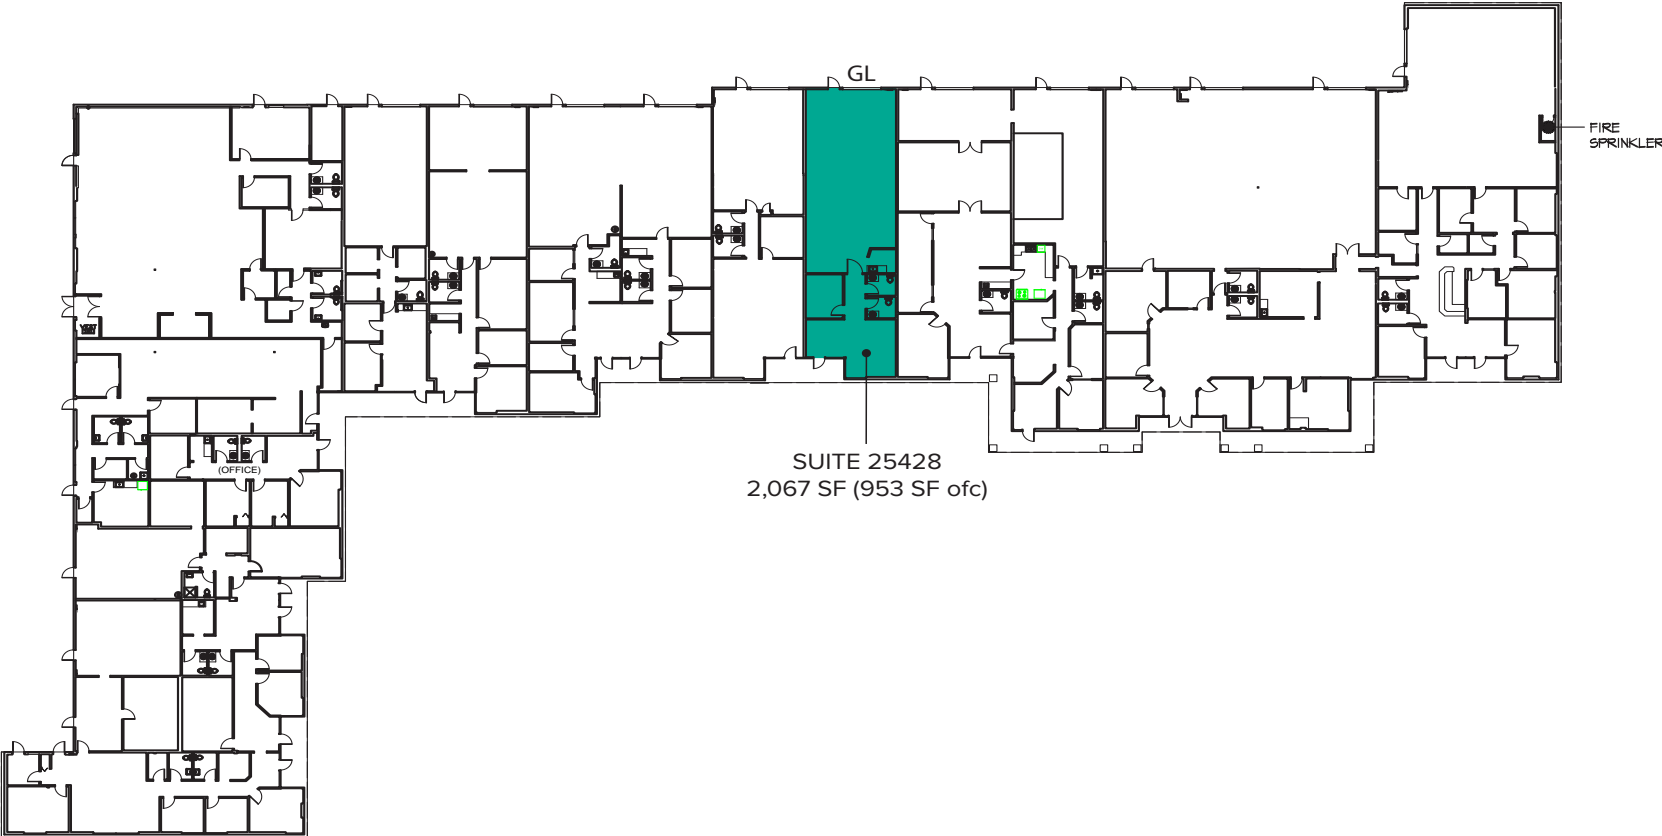 GL
FIRE
SPRINKLER
(OFFICE)
SUITE 25428
2,067 SF (953 SF ofc)